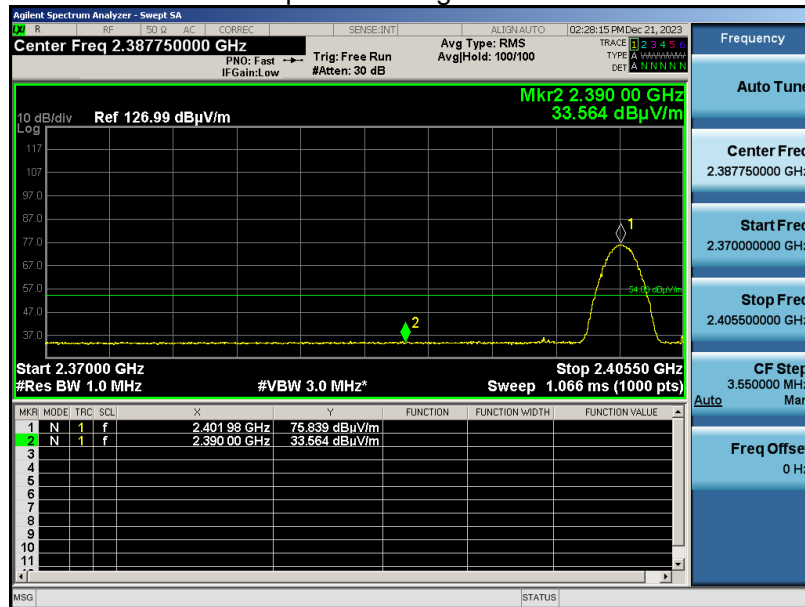 Agilent Spectrum Analyzer - Swept SA
R RF 50 Ω AC CORREC SENSE:INT ALIGN AUTO 02:28:15 PM Dec 21, 2023
Center Freq 2.387750000 GHz
PNO: Fast
IFGain:Low
Trig: Free Run
#Atten: 30 dB
Avg Type: RMS
Avg|Hold: 100/100
TRACE 1 2 3 4 5 6
TYPE A WWWWW
DET A N N N N N
Mkr2 2.390 00 GHz
33.564 dBµV/m
10 dB/div Ref 126.99 dBµV/m
Log
117
107
97.0
87.0
77.0
67.0
57.0
47.0
37.0
1
2
54.00 dBµV/m
Start 2.37000 GHz Stop 2.40550 GHz
#Res BW 1.0 MHz #VBW 3.0 MHz* Sweep 1.066 ms (1000 pts)
MKR MODE TRC SCL X Y FUNCTION FUNCTION WIDTH FUNCTION VALUE
1 N 1 f 2.401 98 GHz 75.839 dBµV/m
2 N 1 f 2.390 00 GHz 33.564 dBµV/m
3
4
5
6
7
8
9
10
11
MSG STATUS
Frequency
Auto Tune
Center Freq
2.387750000 GHz
Start Freq
2.370000000 GHz
Stop Freq
2.405500000 GHz
CF Step
3.550000 MHz
Auto Man
Freq Offset
0 Hz